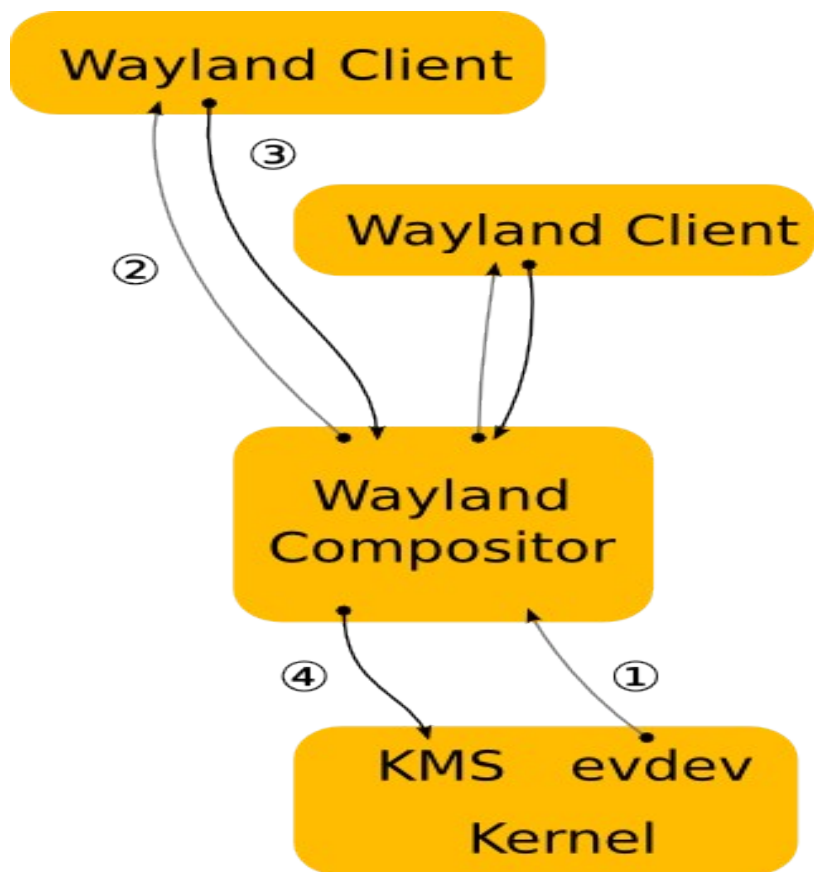 Wayland Client
③
Wayland Client
②
Wayland
Compositor
④ ①
KMS evdev
Kernel